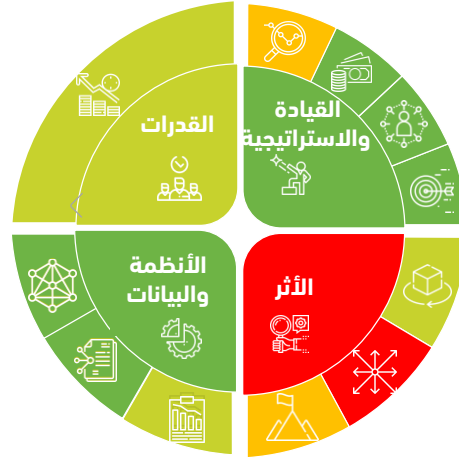 القيادة
والاستراتيجية
القدرات
الأنظمة
والبيانات
الأثر